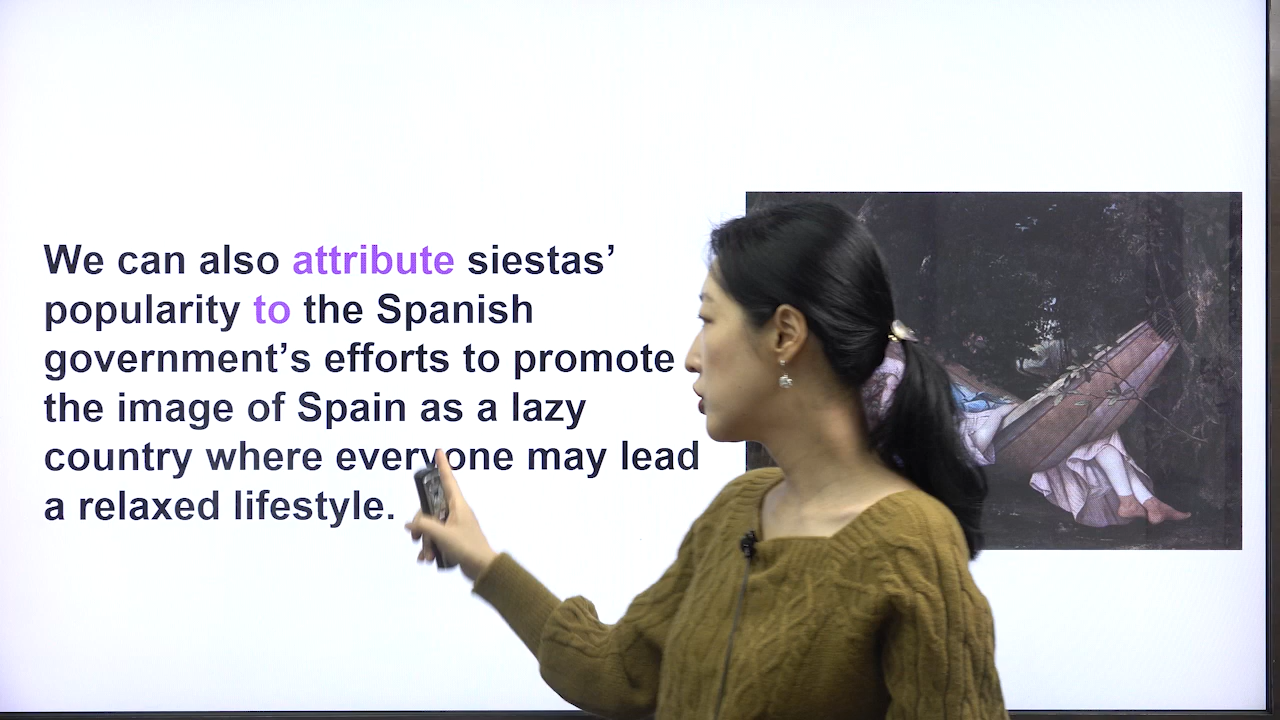 We can also attribute siestas’
popularity to the Spanish
government’s efforts to promote
the image of Spain as a lazy
country where everyone may lead
a relaxed lifestyle.